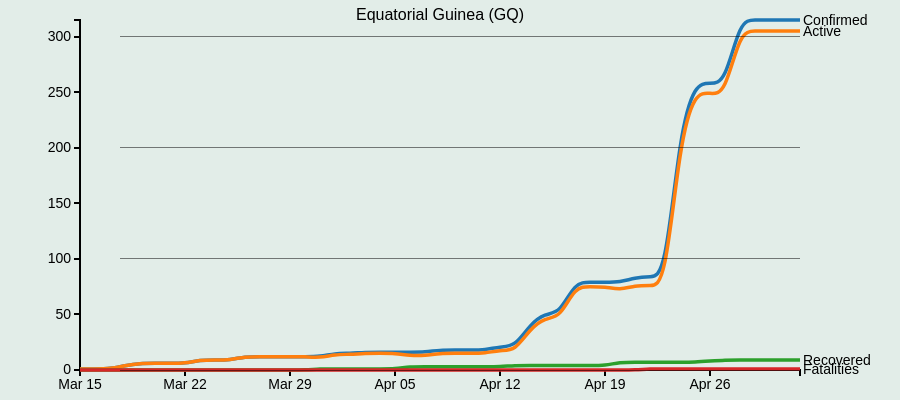 Equatorial Guinea (GQ)
Confirmed
Active
300
250
200
150
100
50
0
Recovered
Fatalities
Mar 15 Mar 22 Mar 29 Apr 05 Apr 12 Apr 19 Apr 26